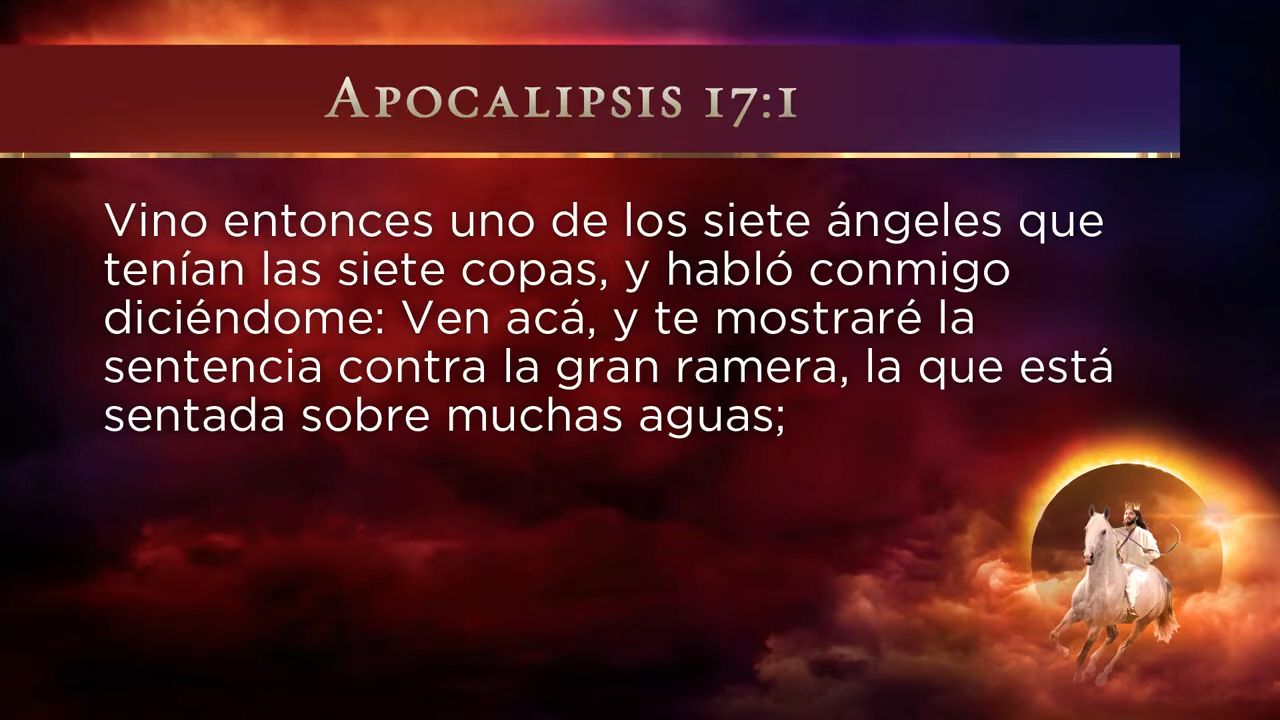 Apocalipsis 17:1
Vino entonces uno de los siete ángeles que
tenían las siete copas, y habló conmigo
diciéndome: Ven acá, y te mostraré la
sentencia contra la gran ramera, la que está
sentada sobre muchas aguas;